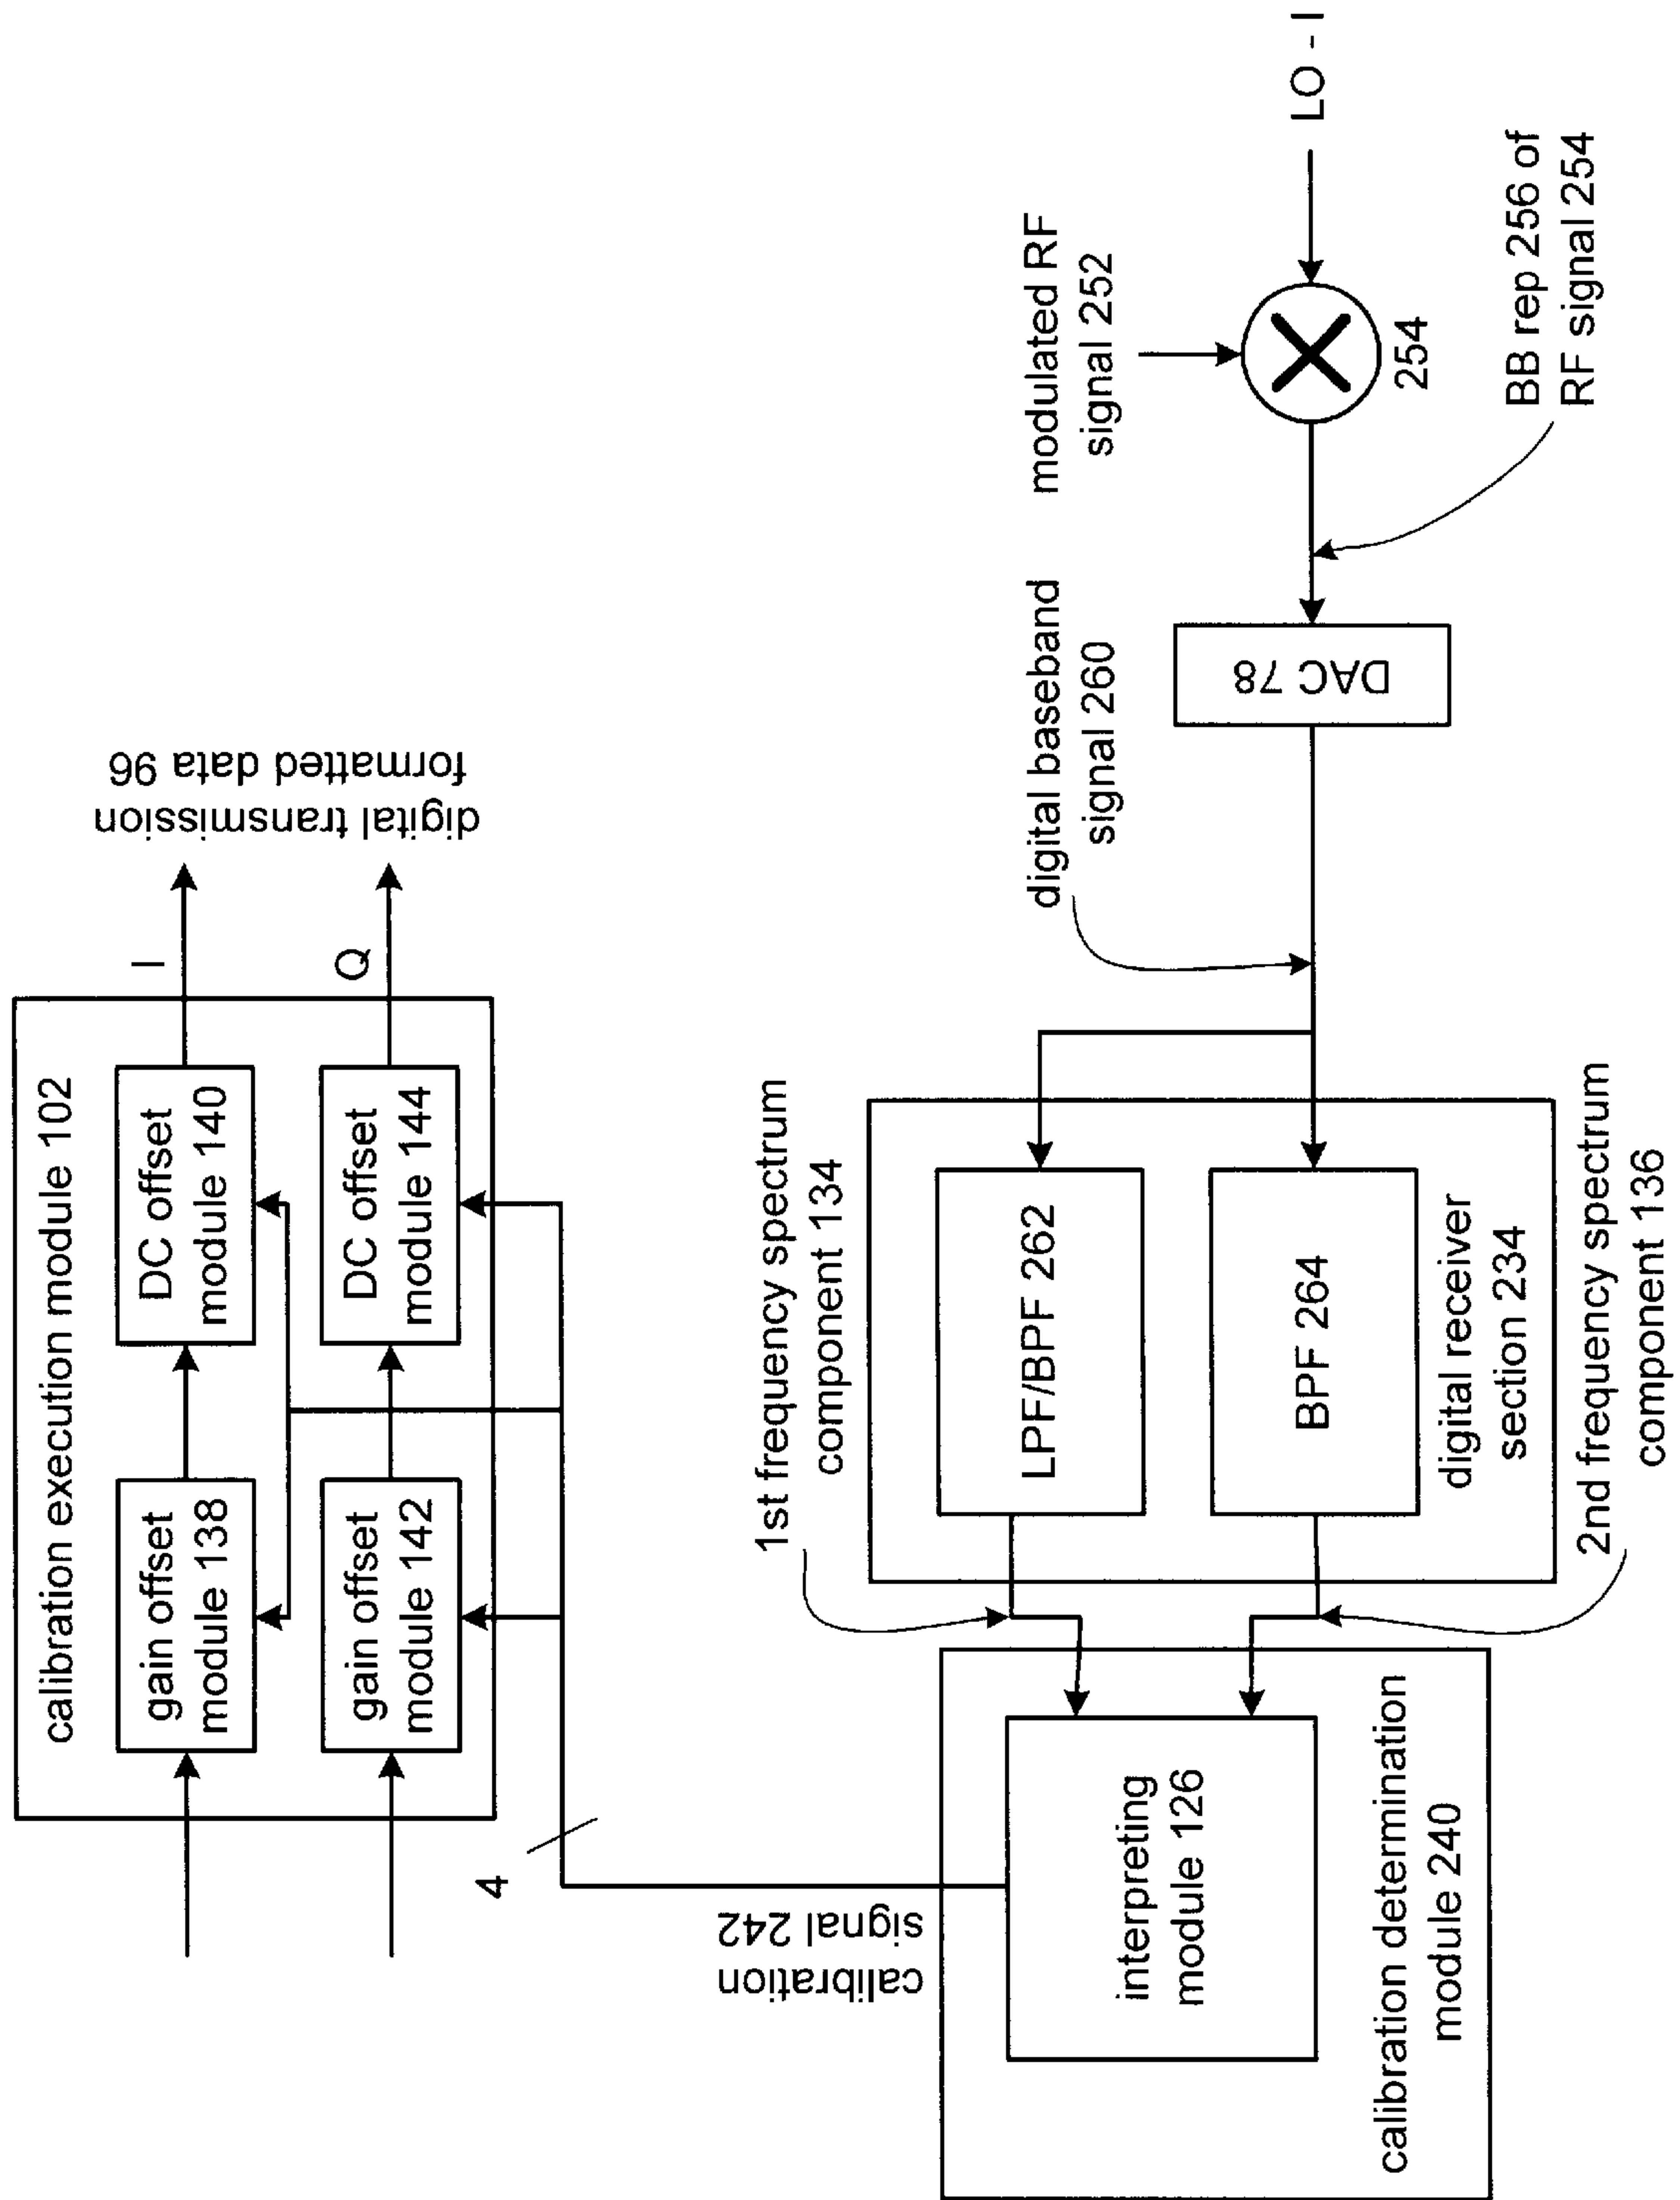 calibration execution module 102
gain offset
module 138
DC offset
module 140
gain offset
module 142
DC offset
module 144
I
Q
digital transmission
formatted data 96
4
calibration
signal 242
1st frequency spectrum
component 134
digital baseband
signal 260
modulated RF
signal 252
LO - I
254
BB rep 256 of
RF signal 254
DAC 78
LPF/BPF 262
BPF 264
digital receiver
section 234
2nd frequency spectrum
component 136
interpreting
module 126
calibration determination
module 240